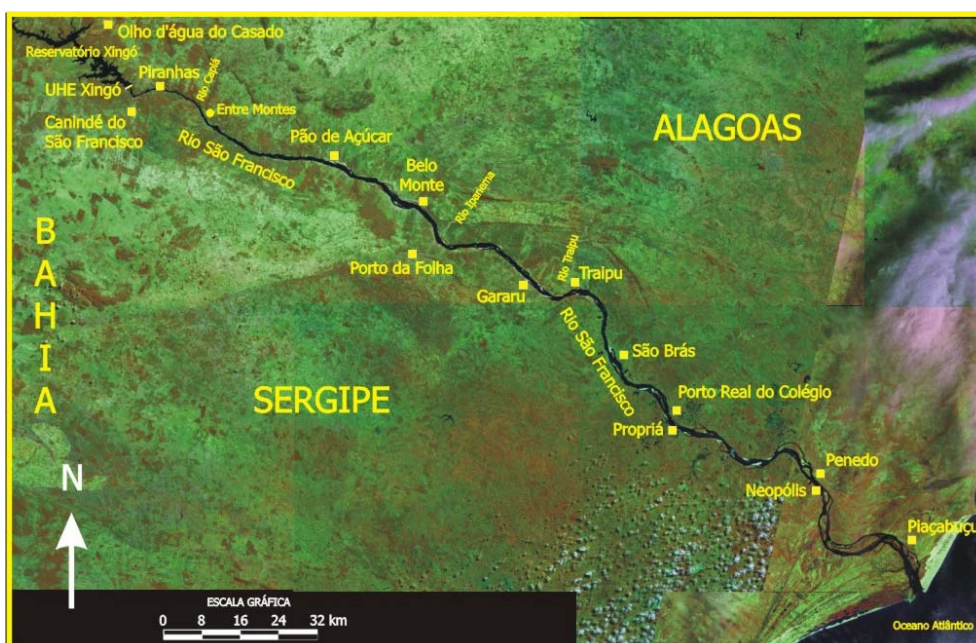 Olho d'água do Casado
Reservatório Xingó
Piranhas
UHE Xingó
Rio Capiá
Entre Montes
Canindé do
São Francisco
Rio São Francisco
Pão de Açúcar
ALAGOAS
Belo
Monte
Rio Ipanema
BAHIA
Porto da Folha
Rio Traipu
Traipu
Gararu
Rio São Francisco
São Brás
SERGIPE
Porto Real do Colégio
Propriá
Penedo
Neópólis
N
Piaçabuçu
ESCALA GRÁFICA
0 8 16 24 32 km
Oceano Atlântico